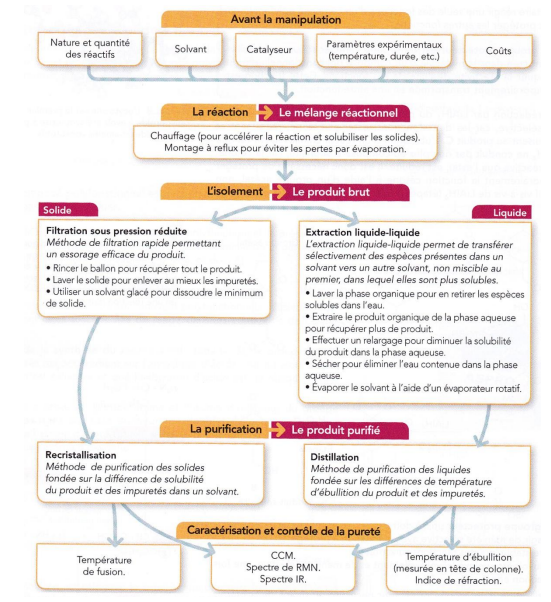 Avant la manipulation
Nature et quantité
des réactifs
Solvant
Catalyseur
Paramètres expérimentaux
(température, durée, etc.)
Coûts
La réaction Le mélange réactionnel
Chauffage (pour accélérer la réaction et solubiliser les solides).
Montage à reflux pour éviter les pertes par évaporation.
L'isolement Le produit brut
Solide
Filtration sous pression réduite
Méthode de filtration rapide permettant
un essorage efficace du produit.
• Rincer le ballon pour récupérer tout le produit.
• Laver le solide pour enlever au mieux les impuretés.
• Utiliser un solvant glacé pour dissoudre le minimum
de solide.
Liquide
Extraction liquide-liquide
L'extraction liquide-liquide permet de transférer
sélectivement des espèces présentes dans un
solvant vers un autre solvant, non miscible au
premier, dans lequel elles sont plus solubles.
• Laver la phase organique pour en retirer les espèces
solubles dans l'eau.
• Extraire le produit organique de la phase aqueuse
pour récupérer plus de produit.
• Effectuer un relargage pour diminuer la solubilité
du produit dans la phase aqueuse.
• Sécher pour éliminer l'eau contenue dans la phase
aqueuse.
• Évaporer le solvant à l'aide d'un évaporateur rotatif.
La purification Le produit purifié
Recristallisation
Méthode de purification des solides
fondée sur la différence de solubilité
du produit et des impuretés dans un solvant.
Distillation
Méthode de purification des liquides
fondée sur les différences de température
d'ébullition du produit et des impuretés.
Caractérisation et contrôle de la pureté
Température
de fusion.
CCM.
Spectre de RMN.
Spectre IR.
Température d'ébullition
(mesurée en tête de colonne).
Indice de réfraction.